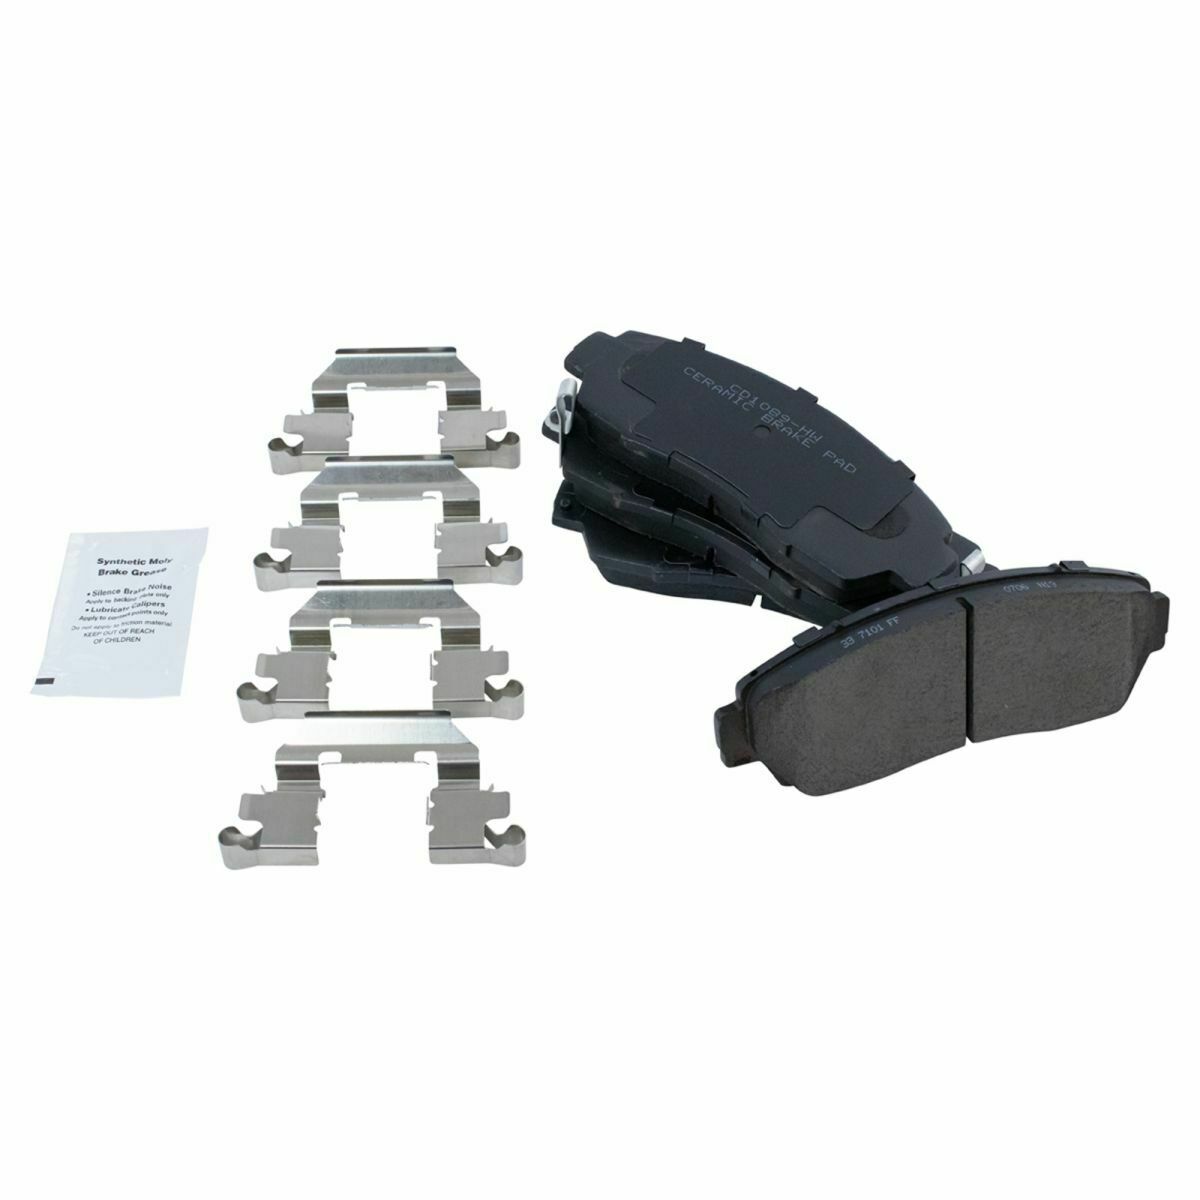 Synthetic Moly
Brake Grease
• Silence Brake Noise
Apply to backing plate only
• Lubricate Calipers
Apply to contact points only
Do not apply to friction material
KEEP OUT OF REACH
OF CHILDREN
CD1089-HW
CERAMIC BRAKE PAD
33 7101 FF
0706